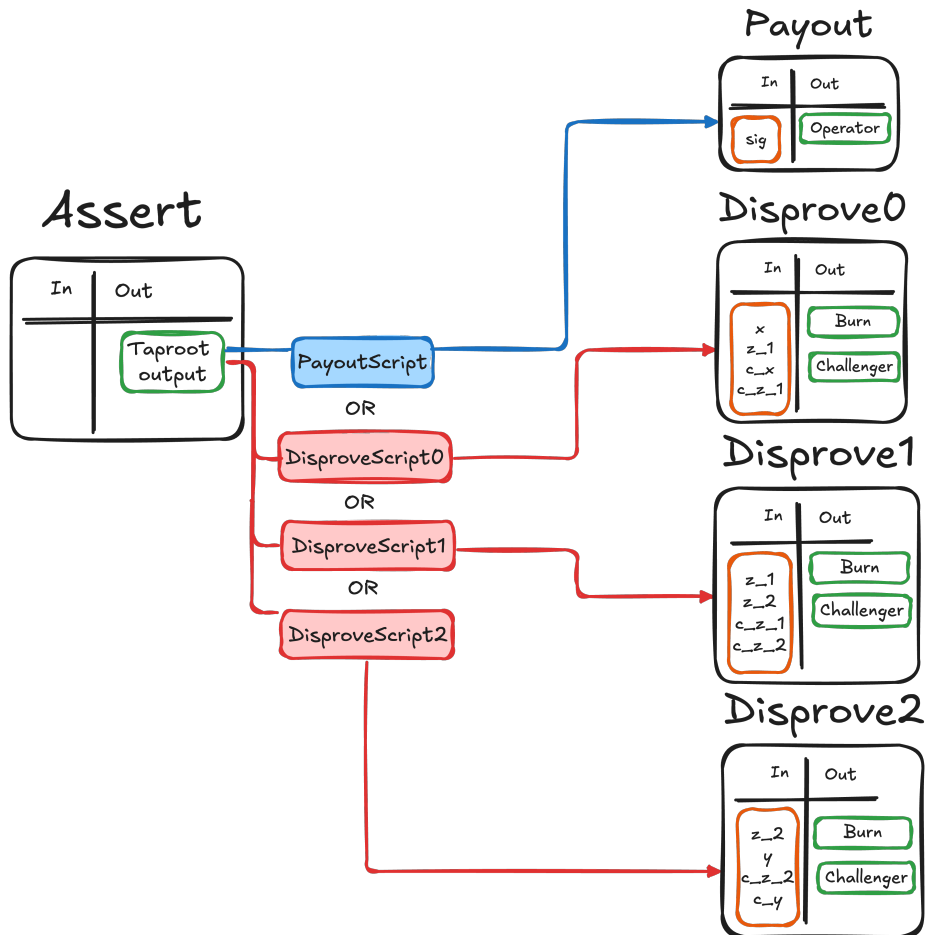 Payout
In
Out
sig
Operator
Assert
In
Out
Taproot
output
PayoutScript
OR
DisproveScript0
OR
DisproveScript1
OR
DisproveScript2
Disprove0
In
Out
x
z_1
c_x
c_z_1
Burn
Challenger
Disprove1
In
Out
z_1
z_2
c_z_1
c_z_2
Burn
Challenger
Disprove2
In
Out
z_2
y
c_z_2
c_y
Burn
Challenger